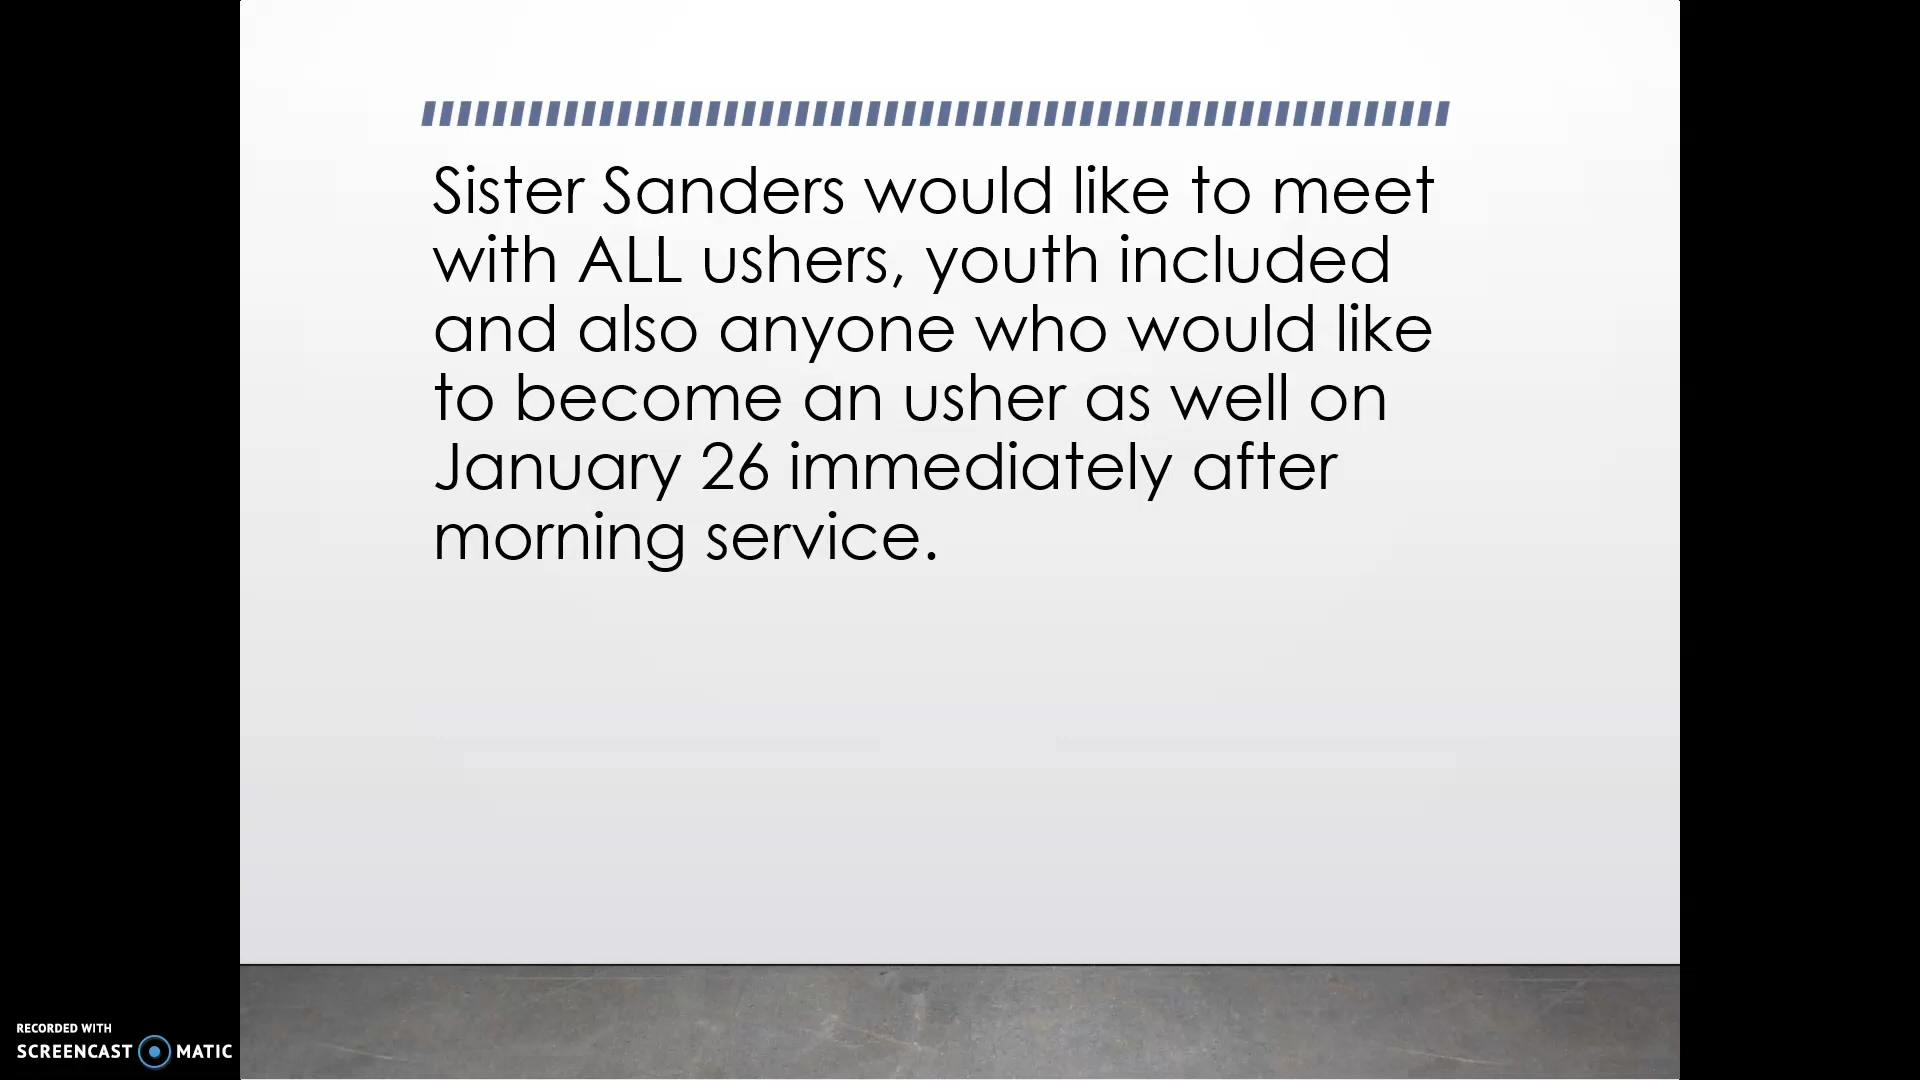 Sister Sanders would like to meet
with ALL ushers, youth included
and also anyone who would like
to become an usher as well on
January 26 immediately after
morning service.
RECORDED WITH
SCREENCAST MATIC